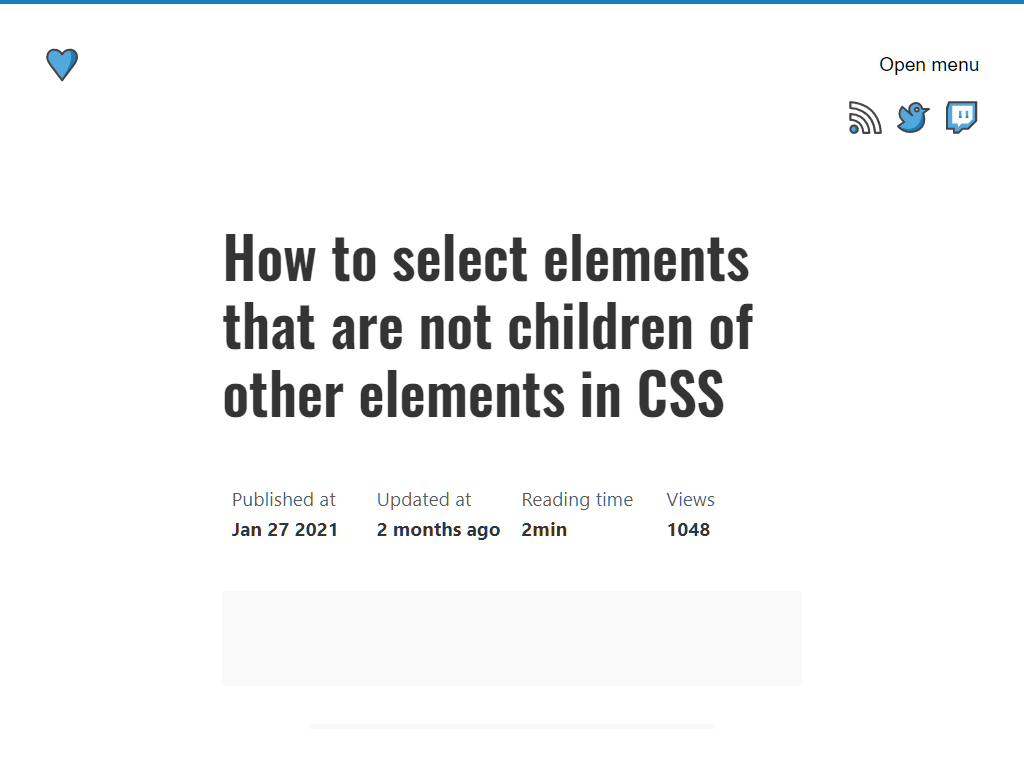 Open menu
How to select elements
that are not children of
other elements in CSS
Published at Updated at Reading time Views
Jan 27 2021 2 months ago 2min 1048